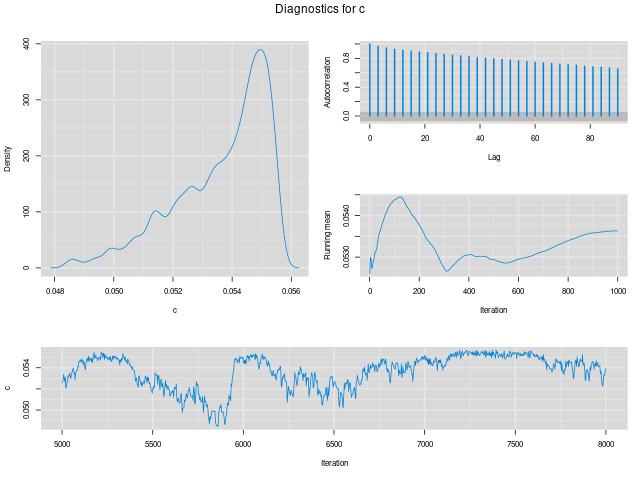 Diagnostics for c
Density
0 100 200 300 400
0.048 0.050 0.052 0.054 0.056
c
Autocorrelation
0.0 0.4 0.8
0 20 40 60 80
Lag
Running mean
0.0530 0.0540
0 200 400 600 800 1000
Iteration
c
0.050 0.054
5000 5500 6000 6500 7000 7500 8000
Iteration